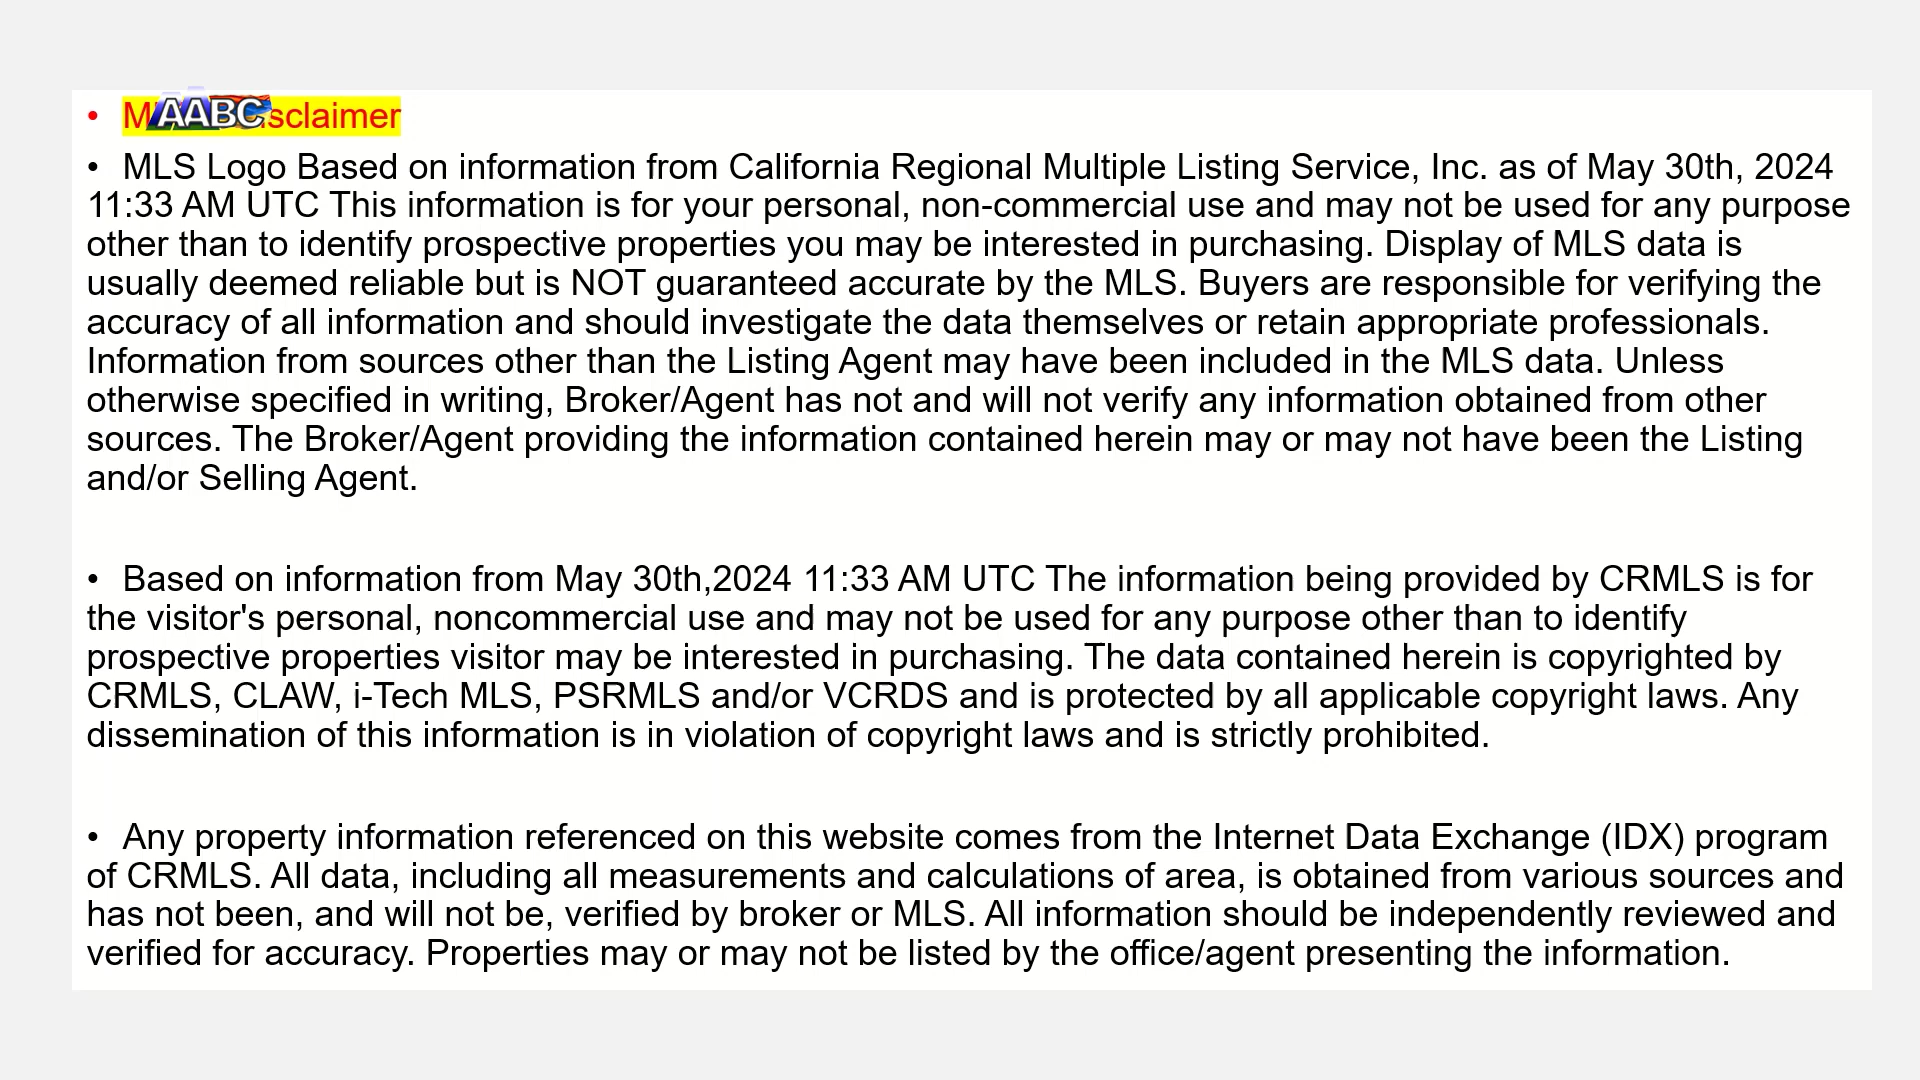 • M AABC sclaimer
• MLS Logo Based on information from California Regional Multiple Listing Service, Inc. as of May 30th, 2024
11:33 AM UTC This information is for your personal, non-commercial use and may not be used for any purpose
other than to identify prospective properties you may be interested in purchasing. Display of MLS data is
usually deemed reliable but is NOT guaranteed accurate by the MLS. Buyers are responsible for verifying the
accuracy of all information and should investigate the data themselves or retain appropriate professionals.
Information from sources other than the Listing Agent may have been included in the MLS data. Unless
otherwise specified in writing, Broker/Agent has not and will not verify any information obtained from other
sources. The Broker/Agent providing the information contained herein may or may not have been the Listing
and/or Selling Agent.
• Based on information from May 30th,2024 11:33 AM UTC The information being provided by CRMLS is for
the visitor's personal, noncommercial use and may not be used for any purpose other than to identify
prospective properties visitor may be interested in purchasing. The data contained herein is copyrighted by
CRMLS, CLAW, i-Tech MLS, PSRMLS and/or VCRDS and is protected by all applicable copyright laws. Any
dissemination of this information is in violation of copyright laws and is strictly prohibited.
• Any property information referenced on this website comes from the Internet Data Exchange (IDX) program
of CRMLS. All data, including all measurements and calculations of area, is obtained from various sources and
has not been, and will not be, verified by broker or MLS. All information should be independently reviewed and
verified for accuracy. Properties may or may not be listed by the office/agent presenting the information.